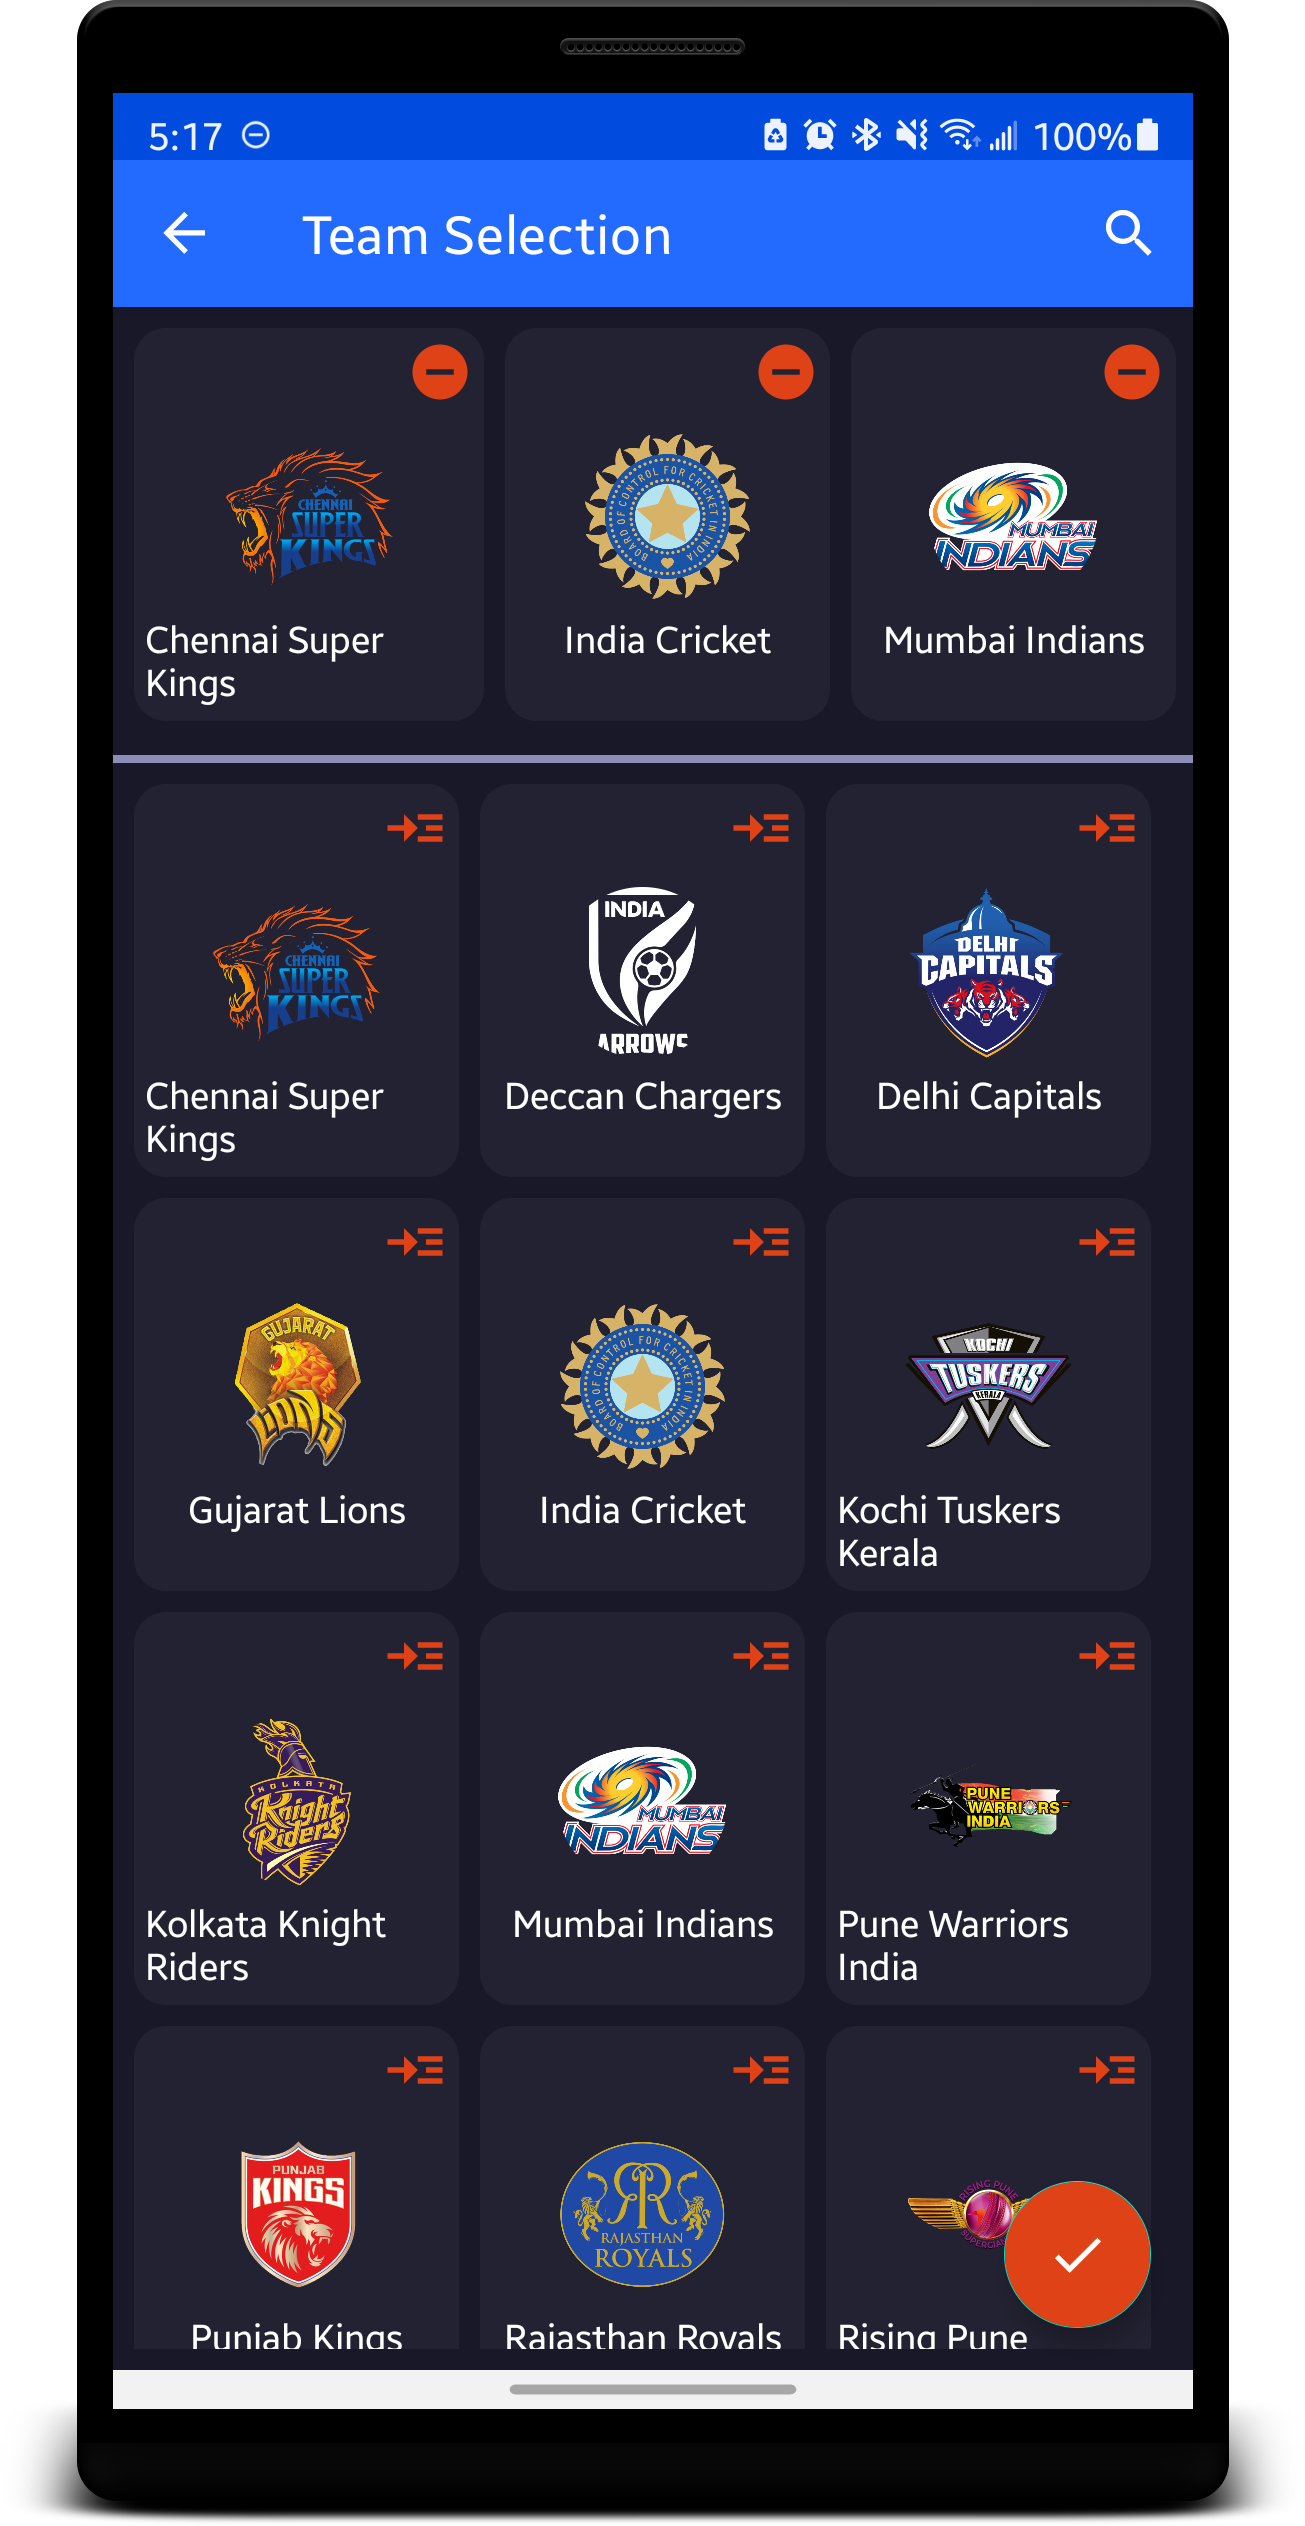 5:17
100%
Team Selection
CHENNAI
SUPER
KINGS
BOARD OF CONTROL FOR CRICKET IN INDIA
MUMBAI
INDIANS
Chennai Super
Kings
India Cricket
Mumbai Indians
CHENNAI
SUPER
KINGS
INDIA
ARROWS
DELHI
CAPITALS
Chennai Super
Kings
Deccan Chargers
Delhi Capitals
GUJARAT
LIONS
BOARD OF CONTROL FOR CRICKET IN INDIA
KOCHI
TUSKERS
KERALA
Gujarat Lions
India Cricket
Kochi Tuskers
Kerala
KOLKATA
Knight
Riders
MUMBAI
INDIANS
PUNE
WARRIORS
INDIA
Kolkata Knight
Riders
Mumbai Indians
Pune Warriors
India
PUNJAB
KINGS
RR
RAJASTHAN
ROYALS
RISING PUNE
Punjab Kings
Rajasthan Royals
Rising Pune